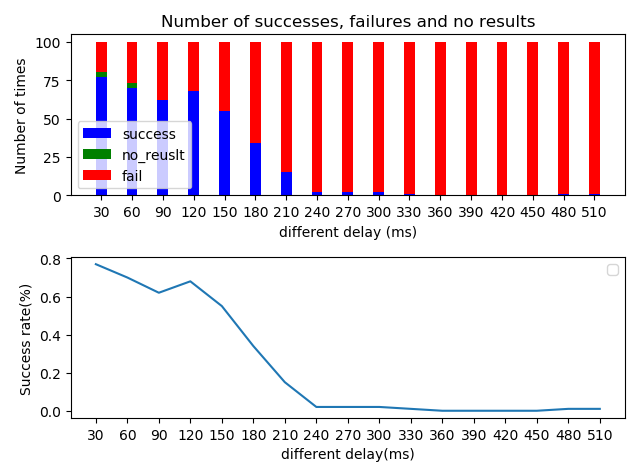 Number of successes, failures and no results
Number of times
100
75
50
25
0
success
no_reuslt
fail
30 60 90 120 150 180 210 240 270 300 330 360 390 420 450 480 510
different delay (ms)
Success rate(%)
0.8
0.6
0.4
0.2
0.0
30 60 90 120 150 180 210 240 270 300 330 360 390 420 450 480 510
different delay(ms)